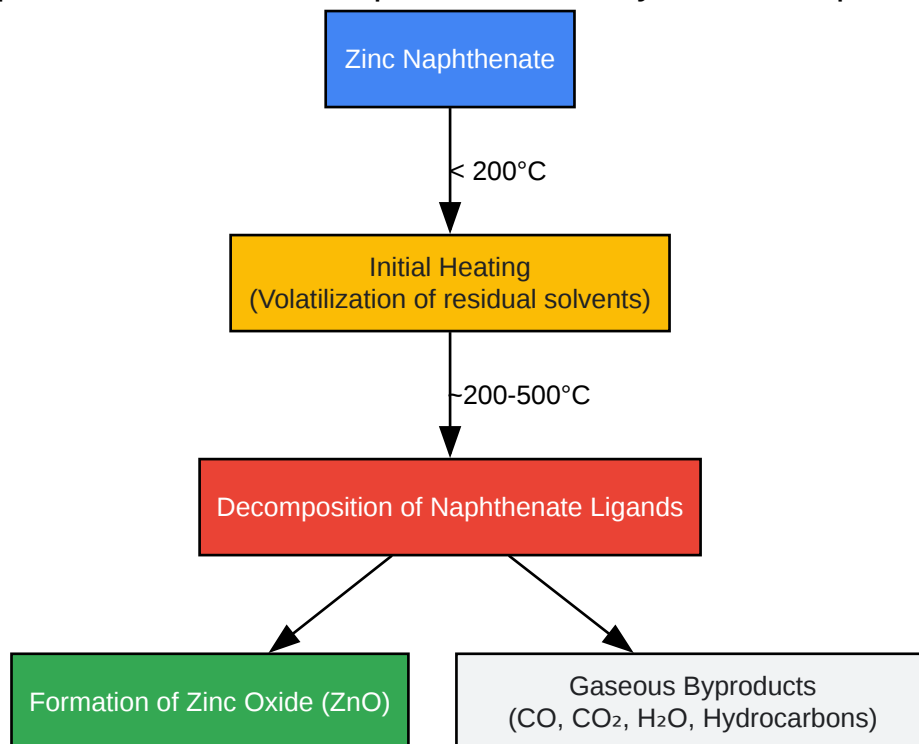 Zinc Naphthenate
< 200°C
Initial Heating
(Volatilization of residual solvents)
~200-500°C
Decomposition of Naphthenate Ligands
Formation of Zinc Oxide (ZnO)
Gaseous Byproducts
(CO, CO₂, H₂O, Hydrocarbons)